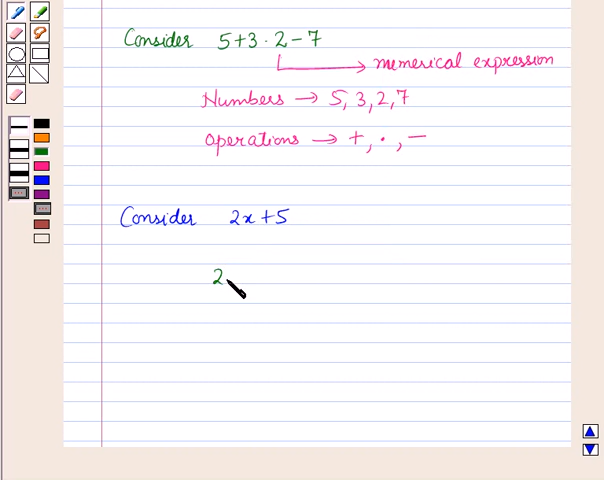 Consider 5+3·2-7
numerical expression
Numbers → 5, 3, 2, 7
Operations → +, ·, -
Consider 2x+5
2